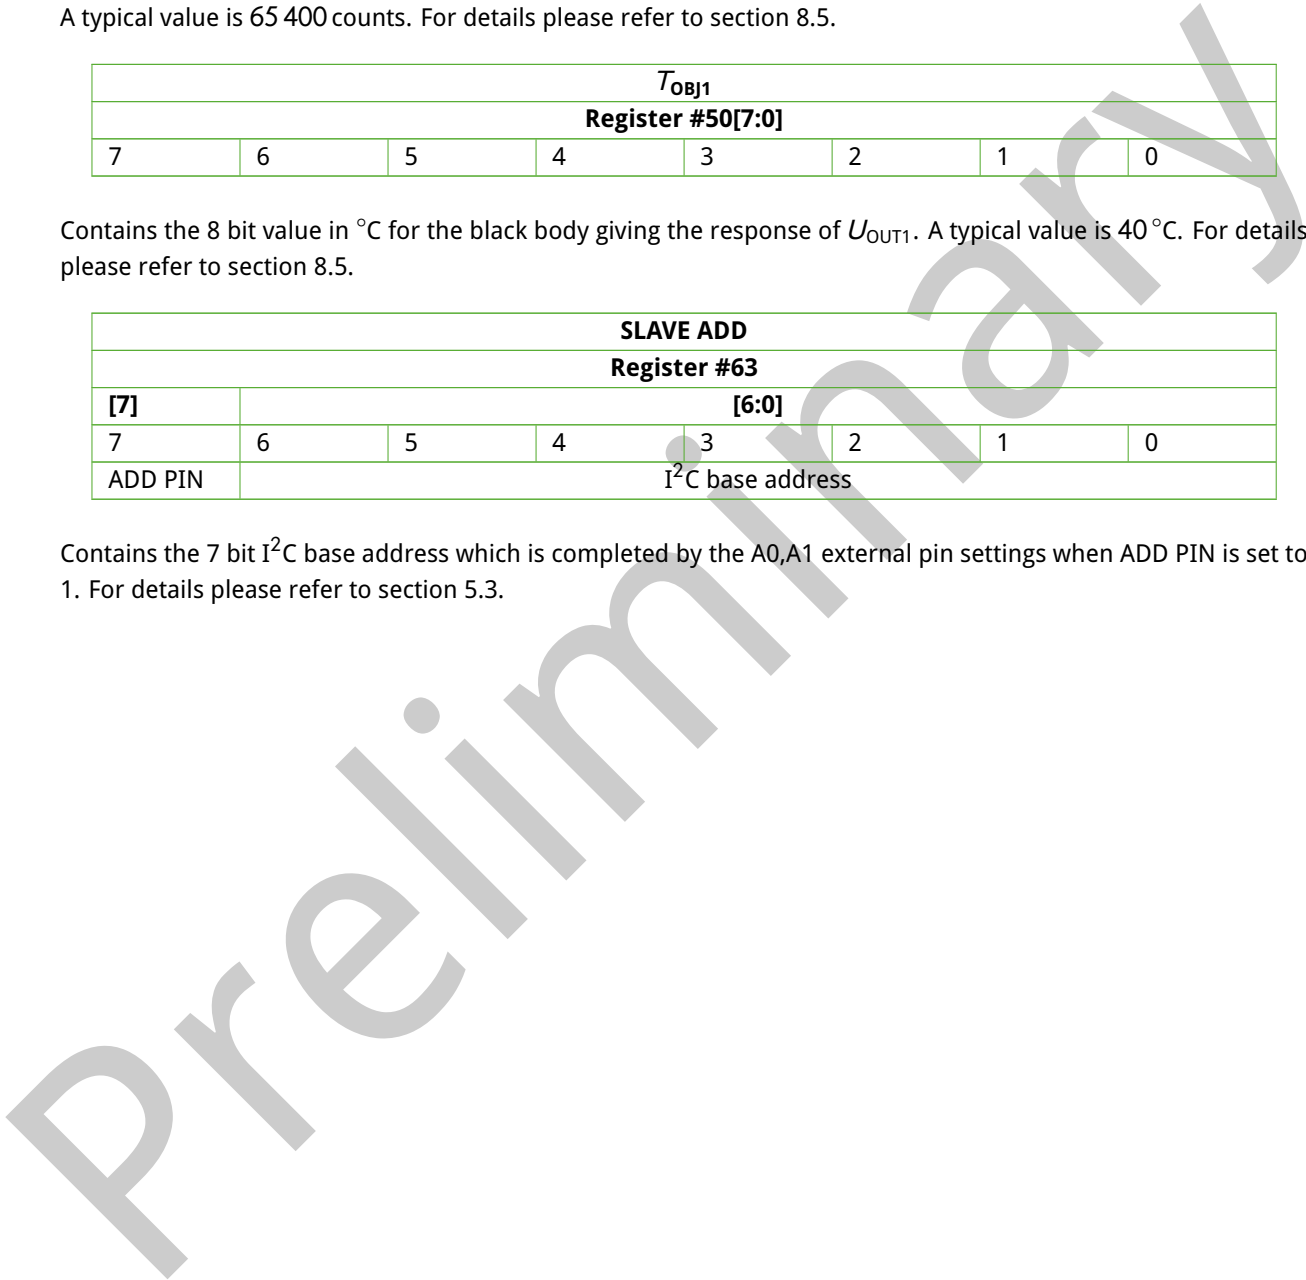 A typical value is 65 400 counts. For details please refer to section 8.5.
TOBJ1
Register #50[7:0]
7 6 5 4 3 2 1 0
Contains the 8 bit value in °C for the black body giving the response of UOUT1. A typical value is 40 °C. For details
please refer to section 8.5.
SLAVE ADD
Register #63
[7] [6:0]
7 6 5 4 3 2 1 0
ADD PIN I2C base address
Contains the 7 bit I2C base address which is completed by the A0,A1 external pin settings when ADD PIN is set to
1. For details please refer to section 5.3.
Preliminary